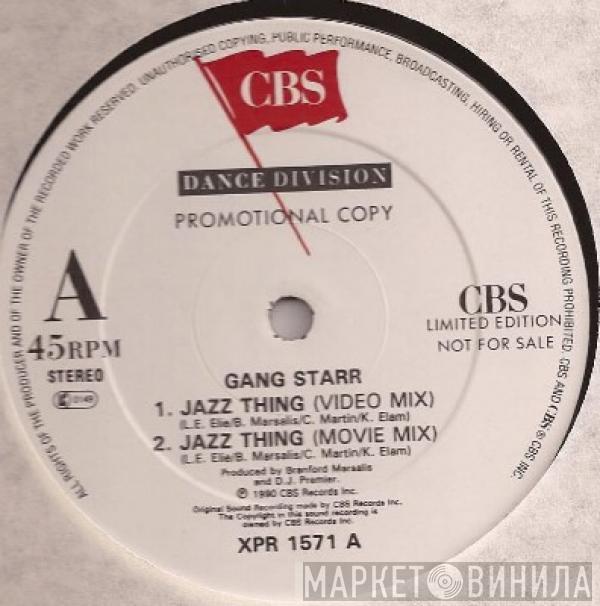 ALL RIGHTS OF THE PRODUCER AND OF THE OWNER OF THE RECORDED WORK RESERVED. UNAUTHORISED COPYING, PUBLIC PERFORMANCE, BROADCASTING, HIRING OR RENTAL OF THIS RECORDING PROHIBITED. CBS AND CBS ® CBS INC.
CBS
DANCE DIVISION
PROMOTIONAL COPY
A
45RPM
STEREO
0149
CBS
LIMITED EDITION
NOT FOR SALE
GANG STARR
1. JAZZ THING (VIDEO MIX)
(L.E. Elie/B. Marsalis/C. Martin/K. Elam)
2. JAZZ THING (MOVIE MIX)
(L.E. Elie/B. Marsalis/C. Martin/K. Elam)
Produced by Branford Marsalis
and D.J. Premier.
℗ 1990 CBS Records Inc.
Original Sound Recording made by CBS Records Inc.
The Copyright in this sound recording is
owned by CBS Records Inc.
XPR 1571 A
МАРКЕТ ВИНИЛА